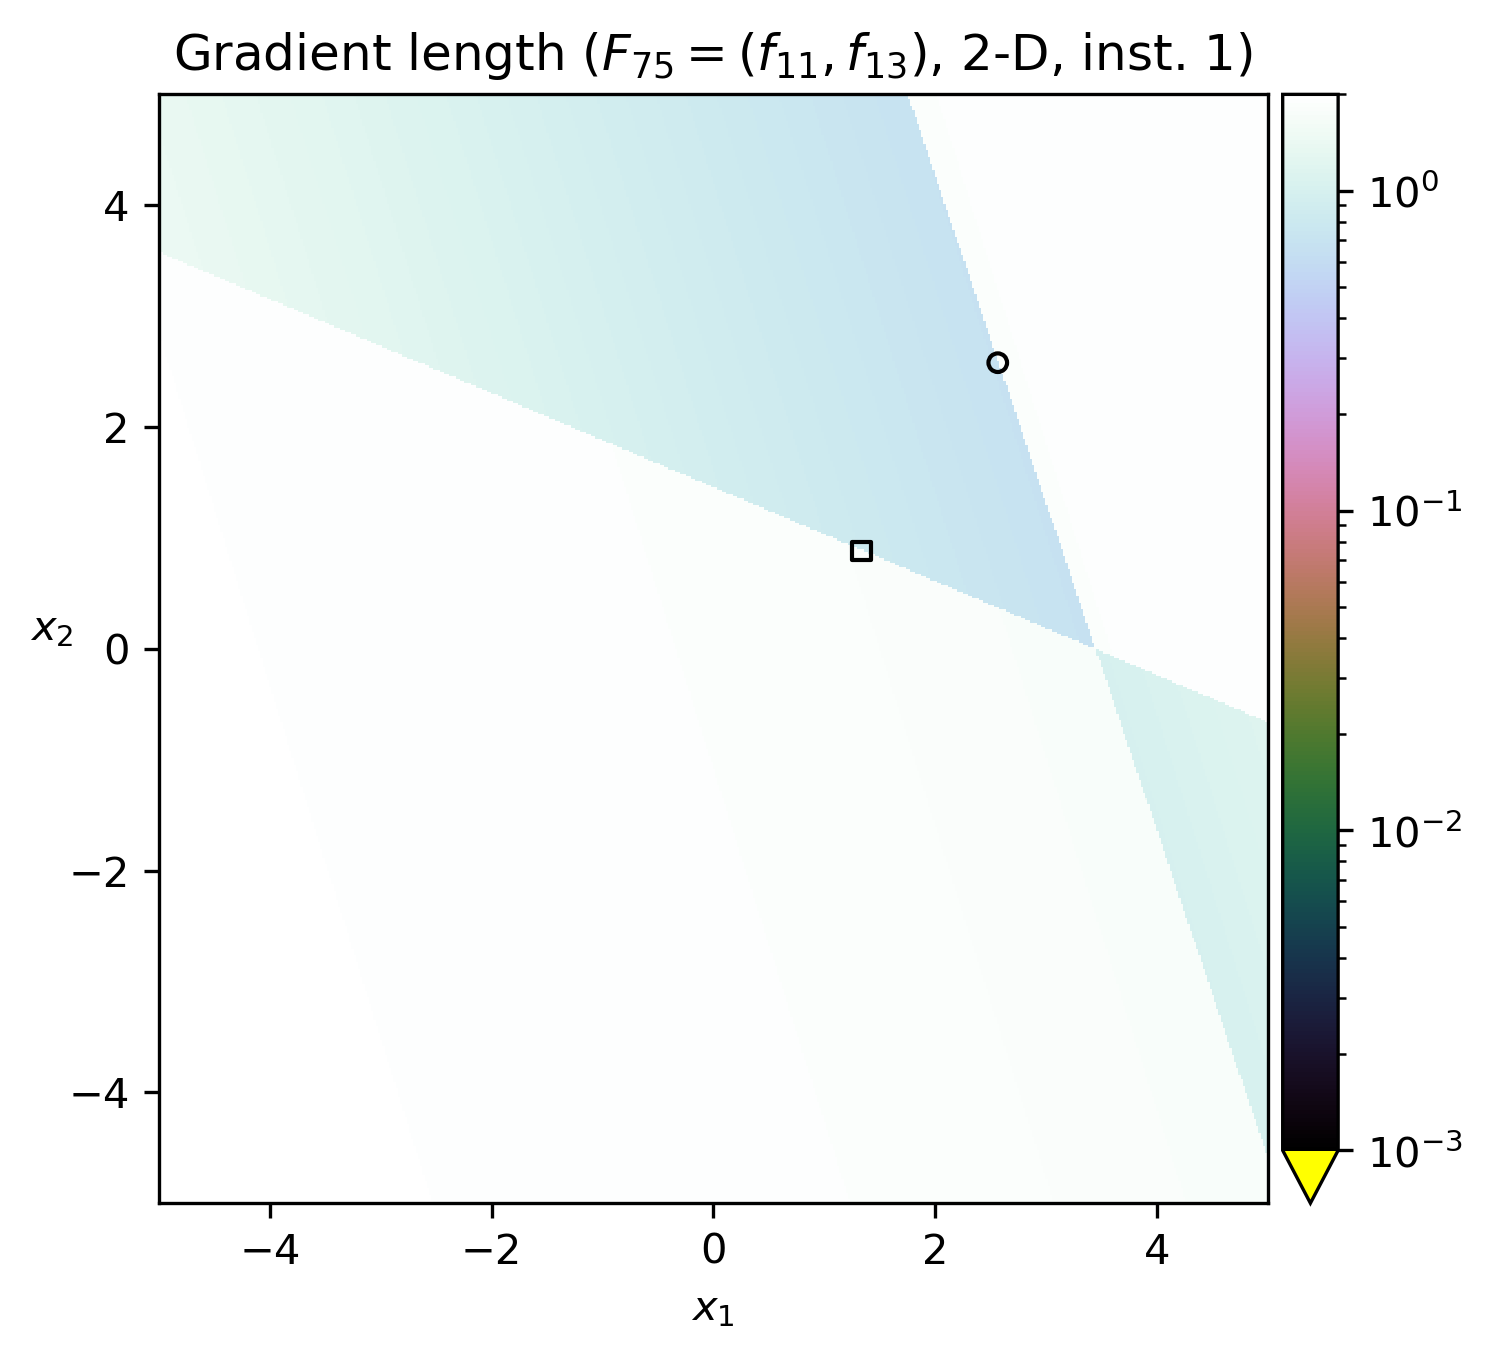 Gradient length (F₇₅ = (f₁₁, f₁₃), 2-D, inst. 1)
x₂
4
2
0
−2
−4
−4 −2 0 2 4
x₁
10⁰
10⁻¹
10⁻²
10⁻³